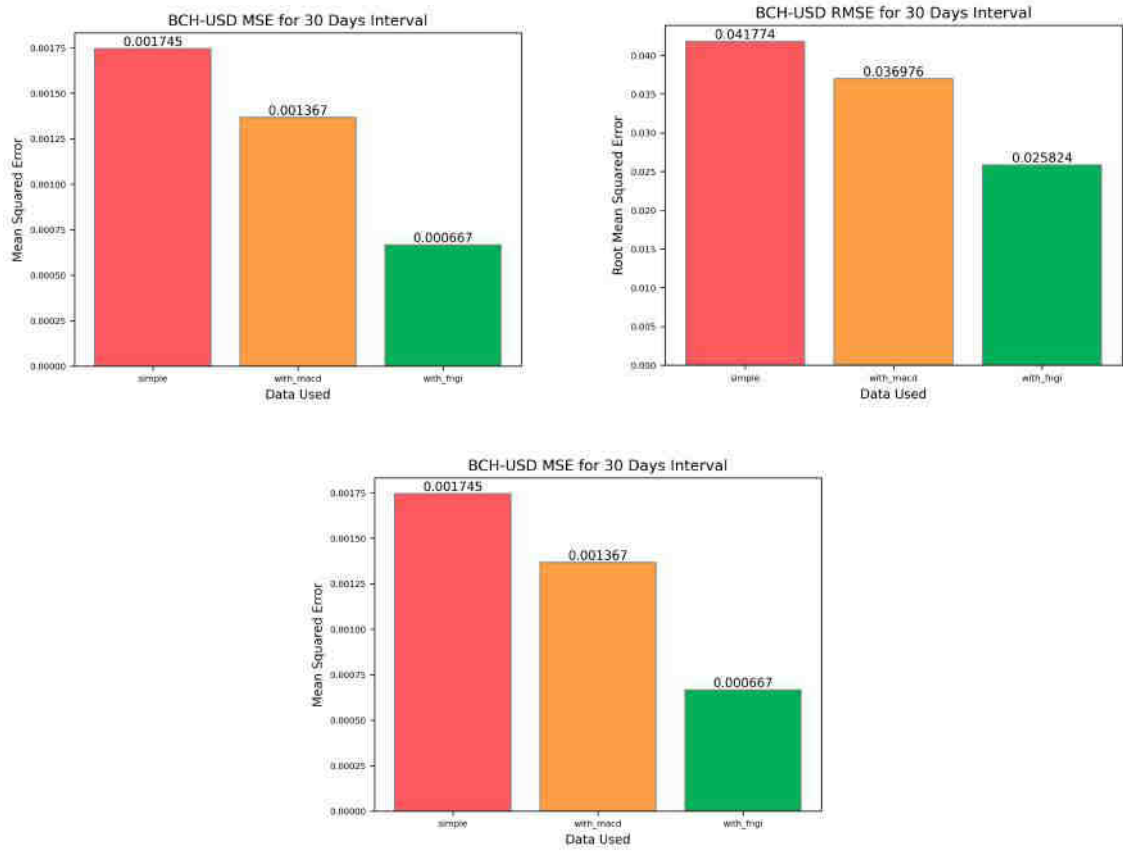 BCH-USD MSE for 30 Days Interval
0.001745
0.001367
0.000667
0.00175
0.00150
0.00125
0.00100
0.00075
0.00050
0.00025
0.00000
Mean Squared Error
simple
with_macd
with_fngi
Data Used
BCH-USD RMSE for 30 Days Interval
0.041774
0.036976
0.025824
0.040
0.035
0.030
0.025
0.020
0.015
0.010
0.005
0.000
Root Mean Squared Error
simple
with_macd
with_fngi
Data Used
BCH-USD MSE for 30 Days Interval
0.001745
0.001367
0.000667
0.00175
0.00150
0.00125
0.00100
0.00075
0.00050
0.00025
0.00000
Mean Squared Error
simple
with_macd
with_fngi
Data Used